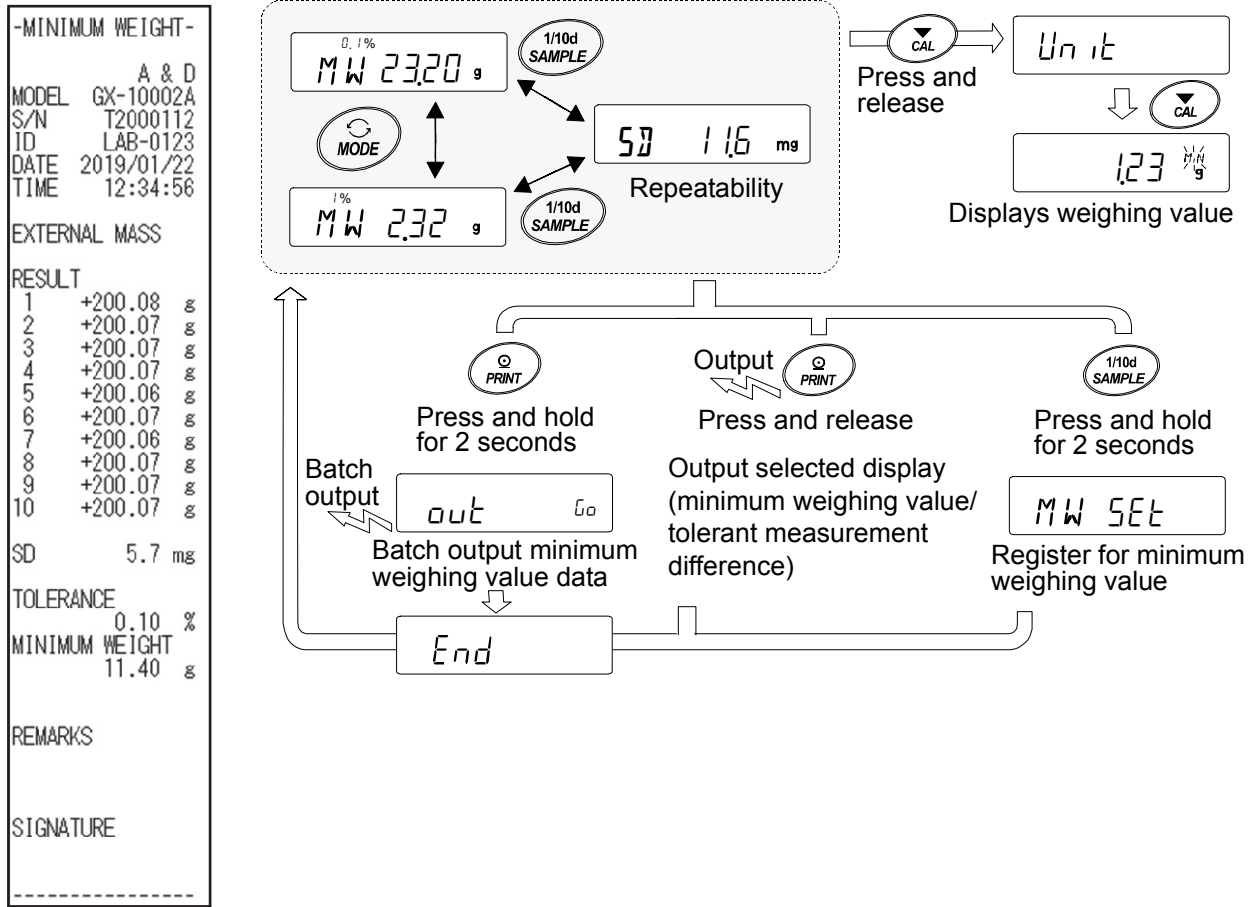 -MINIMUM WEIGHT-
A & D
MODEL GX-10002A
S/N T2000112
ID LAB-0123
DATE 2019/01/22
TIME 12:34:56
EXTERNAL MASS
RESULT
1 +200.08 g
2 +200.07 g
3 +200.07 g
4 +200.07 g
5 +200.06 g
6 +200.07 g
7 +200.06 g
8 +200.07 g
9 +200.07 g
10 +200.07 g
SD 5.7 mg
TOLERANCE
0.10 %
MINIMUM WEIGHT
11.40 g
REMARKS
SIGNATURE
----------------
0.1%
MW 23.20 g
1/10d
SAMPLE
MODE
SD 11.6 mg
Repeatability
1%
MW 2.32 g
1/10d
SAMPLE
CAL
Press and
release
Unit
CAL
1.23 MiN g
Displays weighing value
PRINT
Press and hold
for 2 seconds
Batch
output
out Go
Batch output minimum
weighing value data
End
Output
PRINT
Press and release
Output selected display
(minimum weighing value/
tolerant measurement
difference)
1/10d
SAMPLE
Press and hold
for 2 seconds
MW SEt
Register for minimum
weighing value